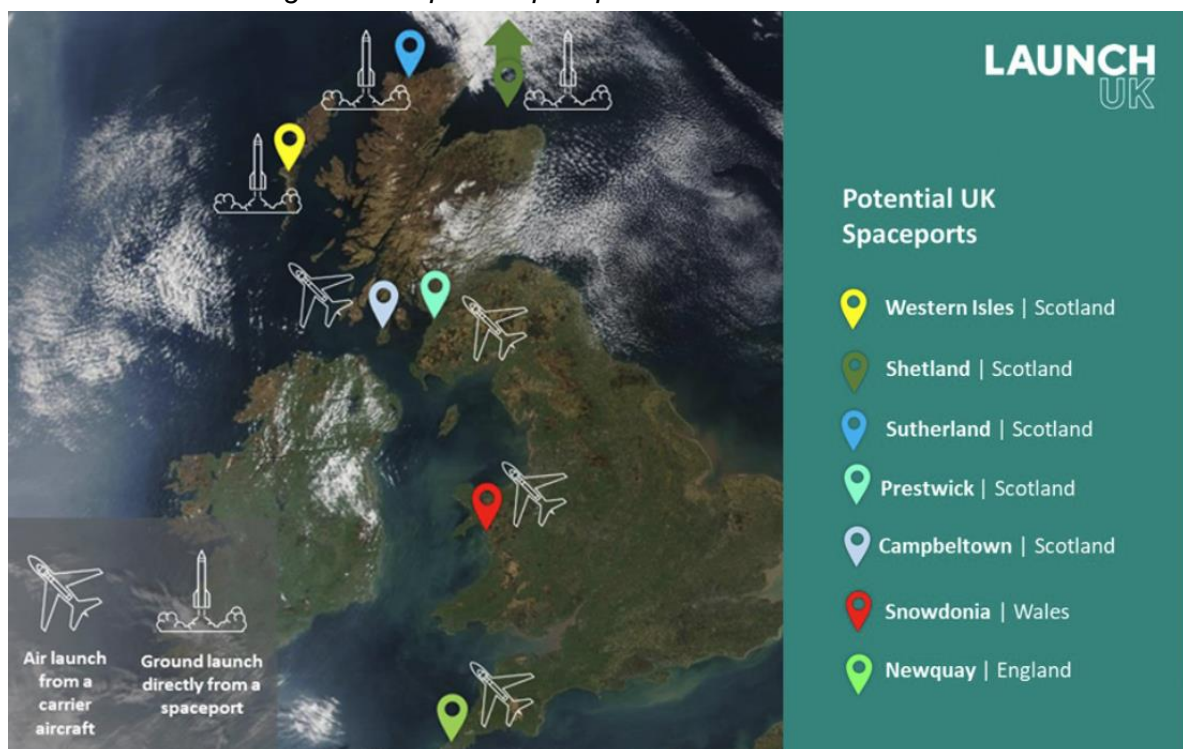 LAUNCH
UK
Potential UK
Spaceports
Western Isles | Scotland
Shetland | Scotland
Sutherland | Scotland
Prestwick | Scotland
Campbeltown | Scotland
Snowdonia | Wales
Newquay | England
Air launch
from a
carrier
aircraft
Ground launch
directly from a
spaceport